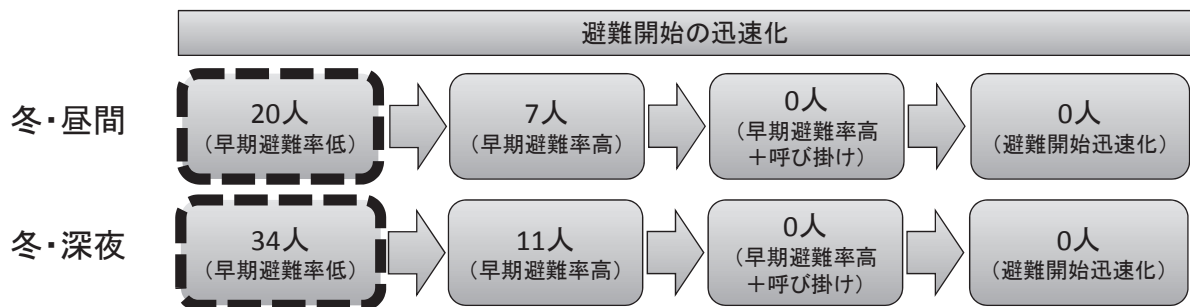 避難開始の迅速化
冬・昼間
20人
(早期避難率低)
7人
(早期避難率高)
0人
(早期避難率高
+呼び掛け)
0人
(避難開始迅速化)
冬・深夜
34人
(早期避難率低)
11人
(早期避難率高)
0人
(早期避難率高
+呼び掛け)
0人
(避難開始迅速化)